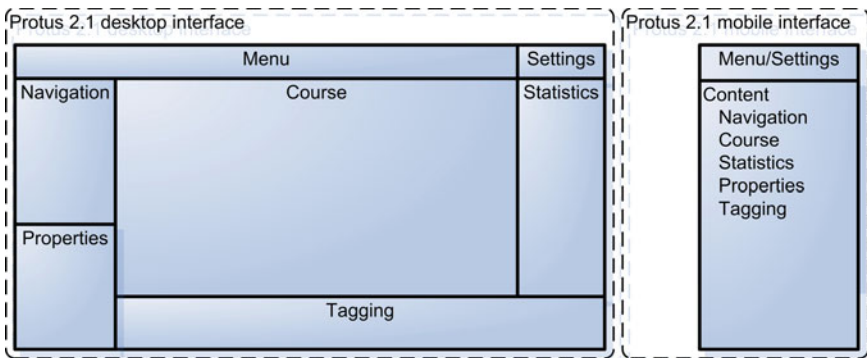 Protus 2.1 desktop interface
Menu
Settings
Navigation
Course
Statistics
Properties
Tagging
Protus 2.1 mobile interface
Menu/Settings
Content
Navigation
Course
Statistics
Properties
Tagging